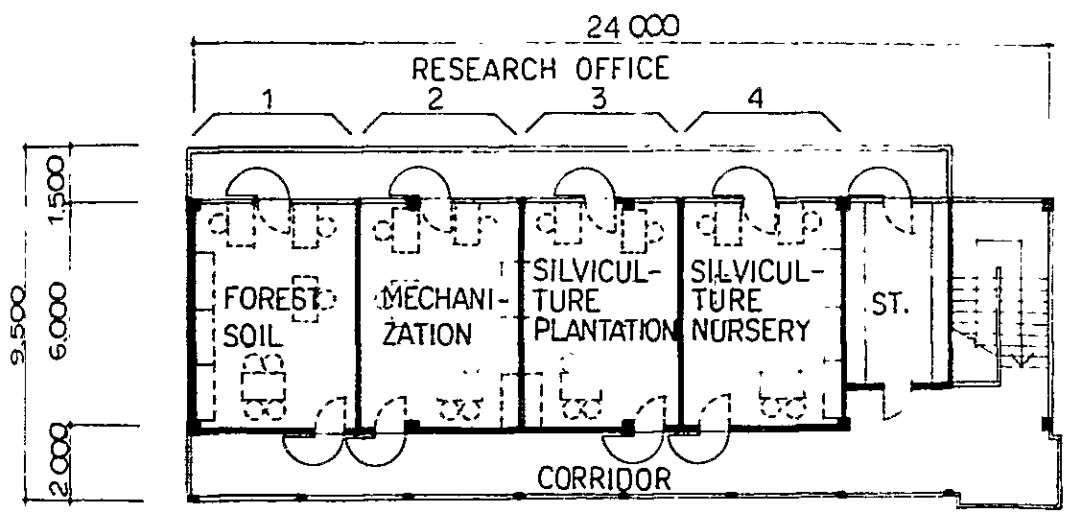 24 000
RESEARCH OFFICE
1 2 3 4
1.500
6.000
9.500
2 000
FOREST
SOIL
MECHANI-
ZATION
SILVICUL-
TURE
PLANTATION
SILVICUL-
TURE
NURSERY
ST.
CORRIDOR